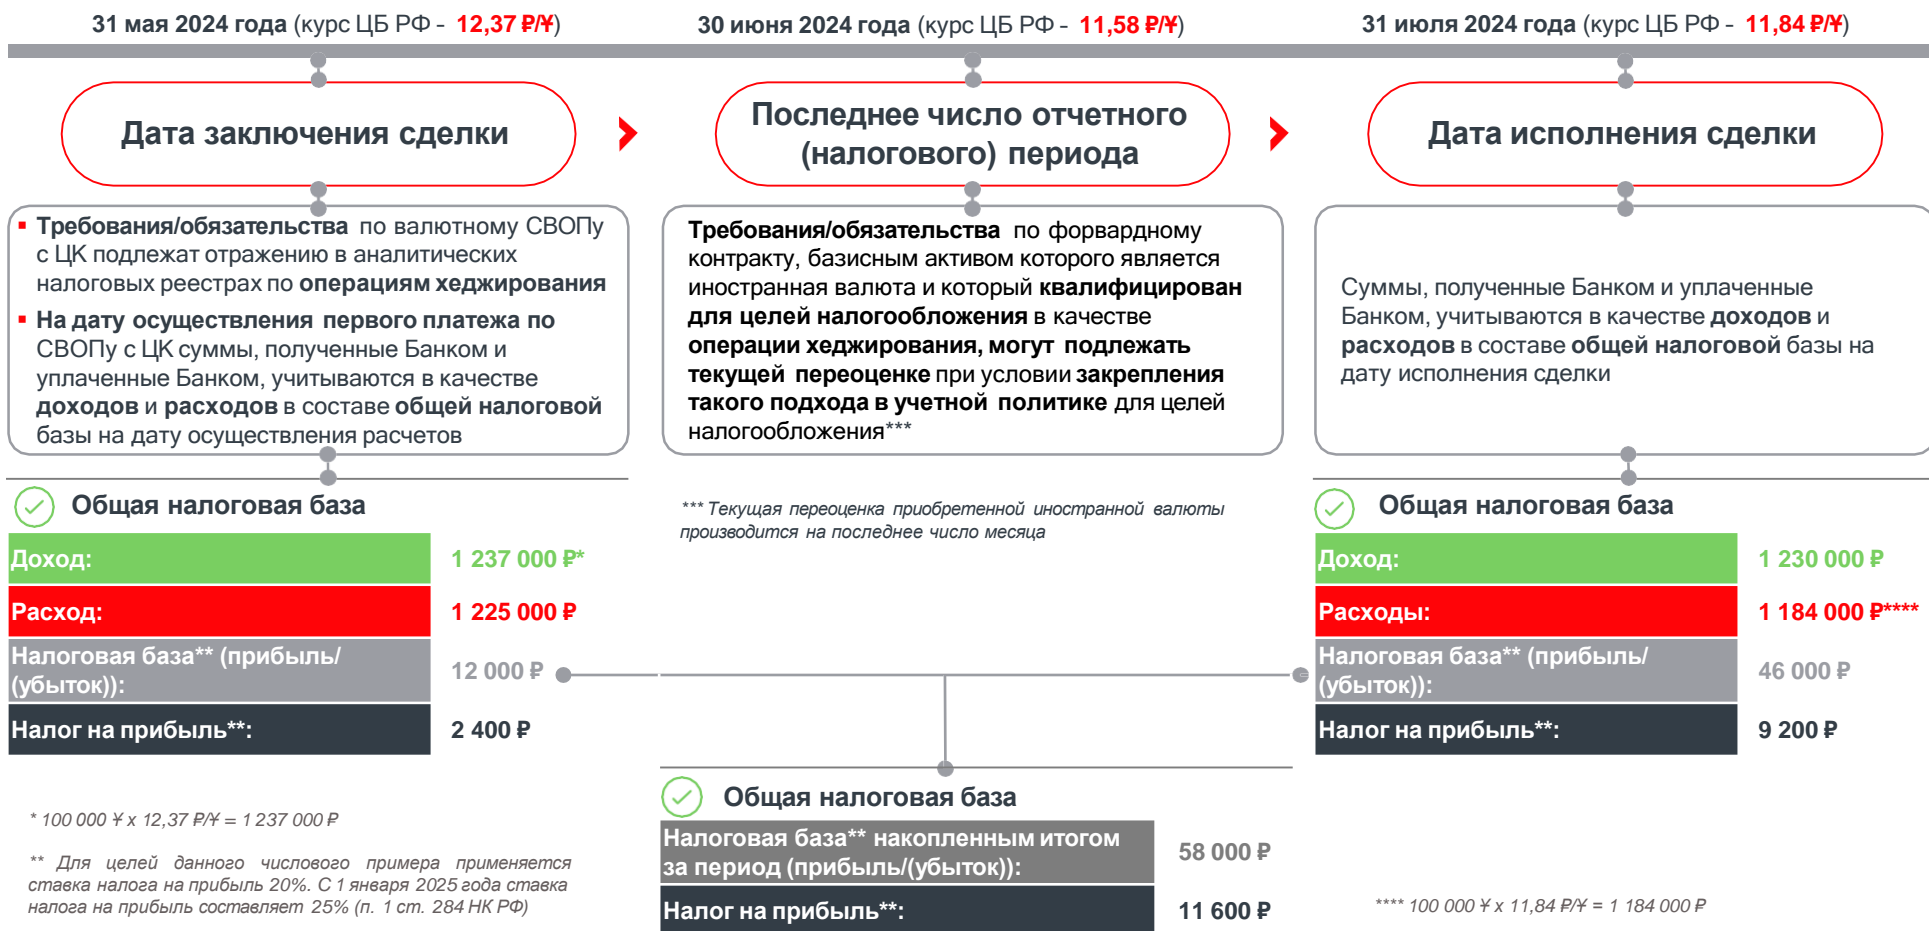 31 мая 2024 года (курс ЦБ РФ - 12,37 ₽/¥)
30 июня 2024 года (курс ЦБ РФ - 11,58 ₽/¥)
31 июля 2024 года (курс ЦБ РФ - 11,84 ₽/¥)
Дата заключения сделки
Последнее число отчетного
(налогового) периода
Дата исполнения сделки
▪ Требования/обязательства по валютному СВОПу
с ЦК подлежат отражению в аналитических
налоговых реестрах по операциям хеджирования
▪ На дату осуществления первого платежа по
СВОПу с ЦК суммы, полученные Банком и
уплаченные Банком, учитываются в качестве
доходов и расходов в составе общей налоговой
базы на дату осуществления расчетов
Требования/обязательства по форвардному
контракту, базисным активом которого является
иностранная валюта и который квалифицирован
для целей налогообложения в качестве
операции хеджирования, могут подлежать
текущей переоценке при условии закрепления
такого подхода в учетной политике для целей
налогообложения***
Суммы, полученные Банком и уплаченные
Банком, учитываются в качестве доходов и
расходов в составе общей налоговой базы на
дату исполнения сделки
Общая налоговая база
Доход: 1 237 000 ₽*
Расход: 1 225 000 ₽
Налоговая база** (прибыль/
(убыток)): 12 000 ₽
Налог на прибыль**: 2 400 ₽
* 100 000 ¥ x 12,37 ₽/¥ = 1 237 000 ₽
** Для целей данного числового примера применяется
ставка налога на прибыль 20%. С 1 января 2025 года ставка
налога на прибыль составляет 25% (п. 1 ст. 284 НК РФ)
*** Текущая переоценка приобретенной иностранной валюты
производится на последнее число месяца
Общая налоговая база
Налоговая база** накопленным итогом
за период (прибыль/(убыток)): 58 000 ₽
Налог на прибыль**: 11 600 ₽
Общая налоговая база
Доход: 1 230 000 ₽
Расходы: 1 184 000 ₽****
Налоговая база** (прибыль/
(убыток)): 46 000 ₽
Налог на прибыль**: 9 200 ₽
**** 100 000 ¥ x 11,84 ₽/¥ = 1 184 000 ₽